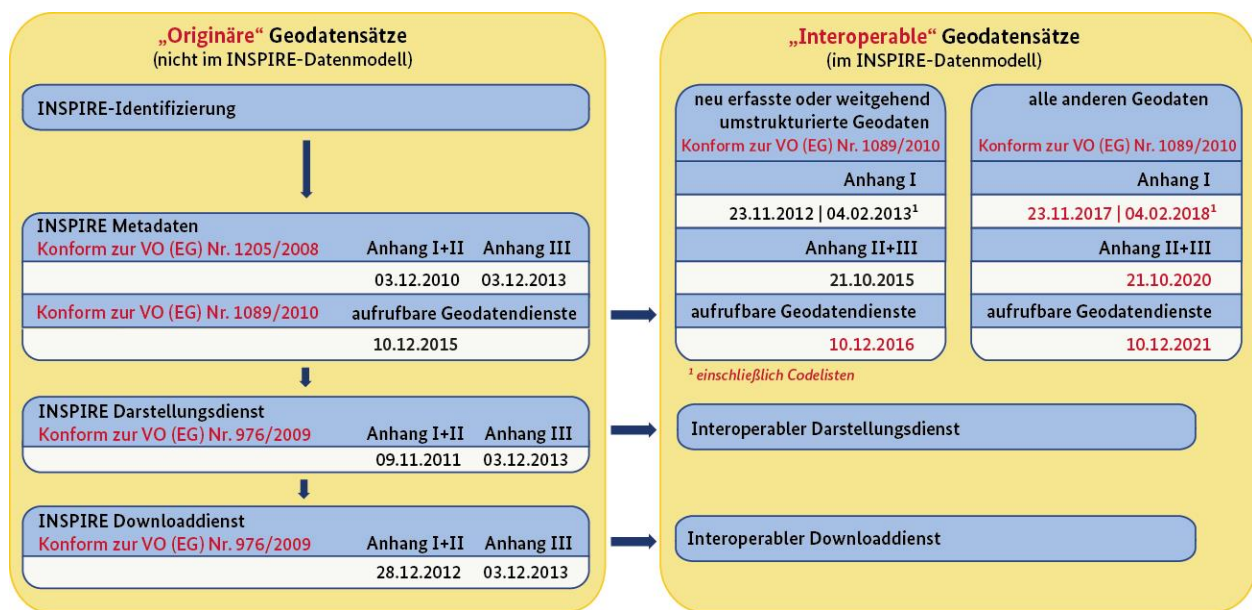 „Originäre“ Geodatensätze
(nicht im INSPIRE-Datenmodell)
INSPIRE-Identifizierung
INSPIRE Metadaten
Konform zur VO (EG) Nr. 1205/2008 Anhang I+II Anhang III
03.12.2010 03.12.2013
Konform zur VO (EG) Nr. 1089/2010 aufrufbare Geodatendienste
10.12.2015
INSPIRE Darstellungsdienst
Konform zur VO (EG) Nr. 976/2009 Anhang I+II Anhang III
09.11.2011 03.12.2013
INSPIRE Downloaddienst
Konform zur VO (EG) Nr. 976/2009 Anhang I+II Anhang III
28.12.2012 03.12.2013
„Interoperable“ Geodatensätze
(im INSPIRE-Datenmodell)
neu erfasste oder weitgehend
umstrukturierte Geodaten
Konform zur VO (EG) Nr. 1089/2010
Anhang I
23.11.2012 | 04.02.2013¹
Anhang II+III
21.10.2015
aufrufbare Geodatendienste
10.12.2016
alle anderen Geodaten
Konform zur VO (EG) Nr. 1089/2010
Anhang I
23.11.2017 | 04.02.2018¹
Anhang II+III
21.10.2020
aufrufbare Geodatendienste
10.12.2021
¹ einschließlich Codelisten
Interoperabler Darstellungsdienst
Interoperabler Downloaddienst